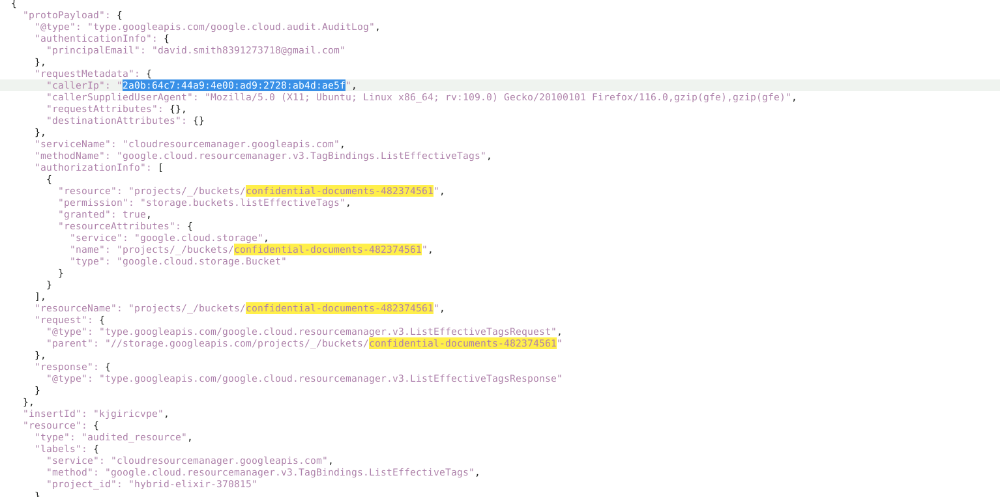 {
"protoPayload": {
"@type": "type.googleapis.com/google.cloud.audit.AuditLog",
"authenticationInfo": {
"principalEmail": "david.smith8391273718@gmail.com"
},
"requestMetadata": {
"callerIp": "2a0b:64c7:44a9:4e00:ad9:2728:ab4d:ae5f",
"callerSuppliedUserAgent": "Mozilla/5.0 (X11; Ubuntu; Linux x86_64; rv:109.0) Gecko/20100101 Firefox/116.0,gzip(gfe),gzip(gfe)",
"requestAttributes": {},
"destinationAttributes": {}
},
"serviceName": "cloudresourcemanager.googleapis.com",
"methodName": "google.cloud.resourcemanager.v3.TagBindings.ListEffectiveTags",
"authorizationInfo": [
{
"resource": "projects/_/buckets/confidential-documents-482374561",
"permission": "storage.buckets.listEffectiveTags",
"granted": true,
"resourceAttributes": {
"service": "google.cloud.storage",
"name": "projects/_/buckets/confidential-documents-482374561",
"type": "google.cloud.storage.Bucket"
}
}
],
"resourceName": "projects/_/buckets/confidential-documents-482374561",
"request": {
"@type": "type.googleapis.com/google.cloud.resourcemanager.v3.ListEffectiveTagsRequest",
"parent": "//storage.googleapis.com/projects/_/buckets/confidential-documents-482374561"
},
"response": {
"@type": "type.googleapis.com/google.cloud.resourcemanager.v3.ListEffectiveTagsResponse"
}
},
"insertId": "kjgiricvpe",
"resource": {
"type": "audited_resource",
"labels": {
"service": "cloudresourcemanager.googleapis.com",
"method": "google.cloud.resourcemanager.v3.TagBindings.ListEffectiveTags",
"project_id": "hybrid-elixir-370815"
}